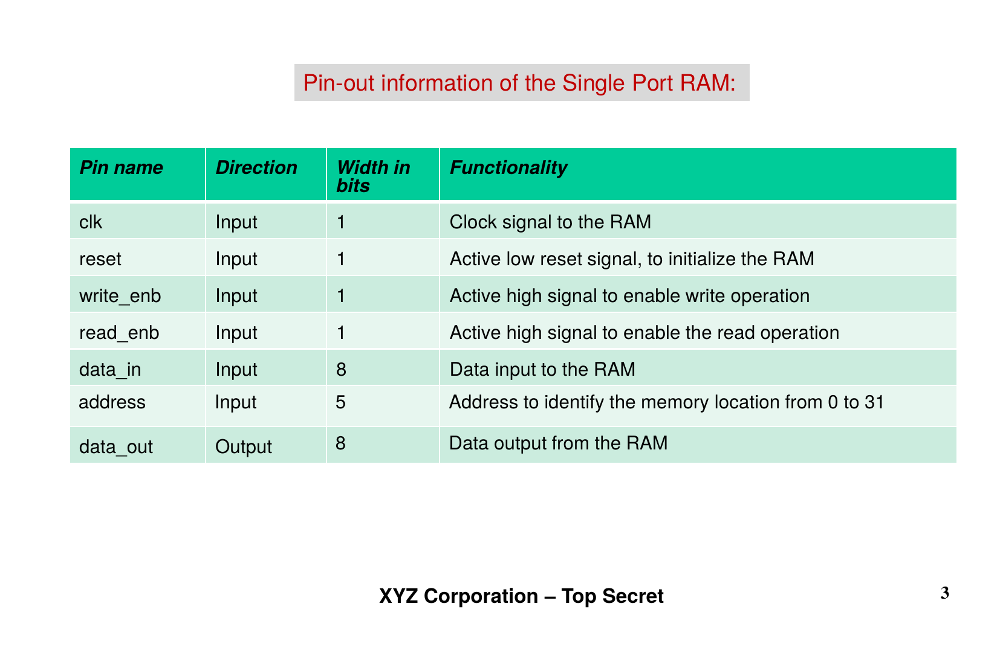 Pin-out information of the Single Port RAM:
Pin name Direction Width in bits Functionality
clk Input 1 Clock signal to the RAM
reset Input 1 Active low reset signal, to initialize the RAM
write_enb Input 1 Active high signal to enable write operation
read_enb Input 1 Active high signal to enable the read operation
data_in Input 8 Data input to the RAM
address Input 5 Address to identify the memory location from 0 to 31
data_out Output 8 Data output from the RAM
XYZ Corporation – Top Secret 3